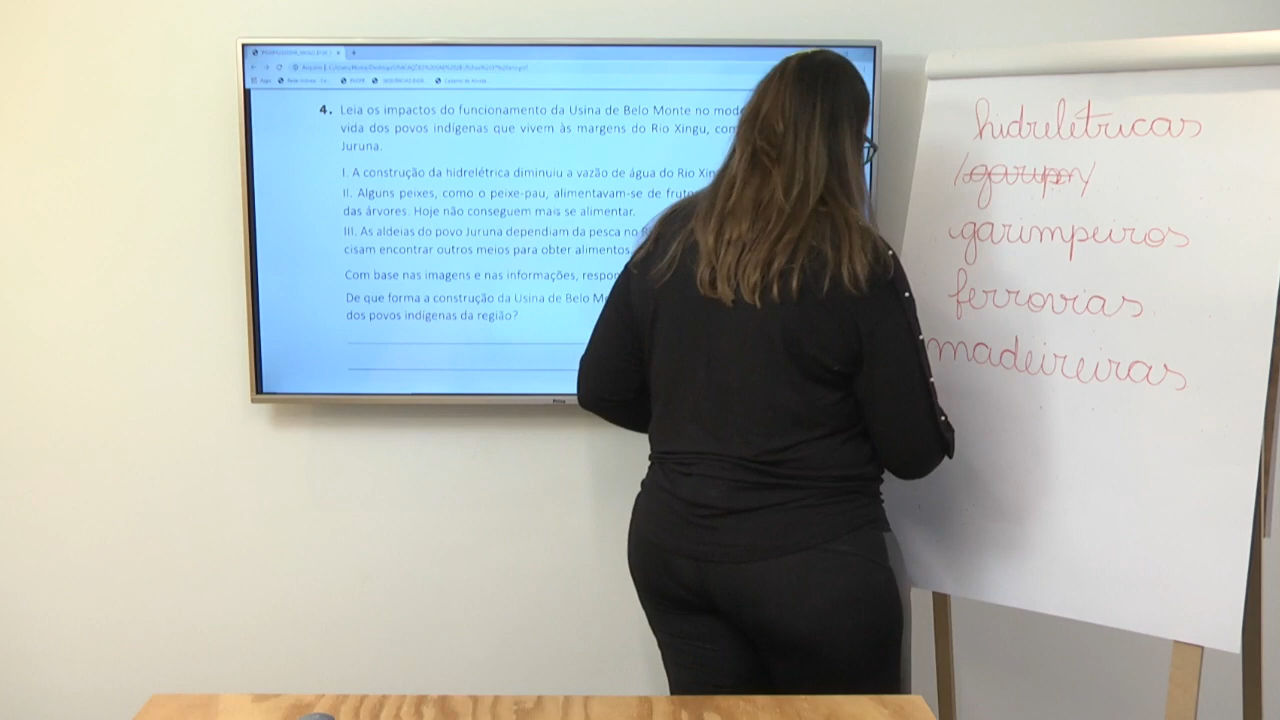 4. Leia os impactos do funcionamento da Usina de Belo Monte no mod
vida dos povos indígenas que vivem às margens do Rio Xingu, com
Juruna.
I. A construção da hidrelétrica diminuiu a vazão de água do Rio Xin
II. Alguns peixes, como o peixe-pau, alimentavam-se de frut
das árvores. Hoje não conseguem mais se alimentar.
III. As aldeias do povo Juruna dependiam da pesca no R
cisam encontrar outros meios para obter alimentos
Com base nas imagens e nas informações, respon
De que forma a construção da Usina de Belo M
dos povos indígenas da região?
hidrelétricas
garimpeiros
ferrovias
madeireiras